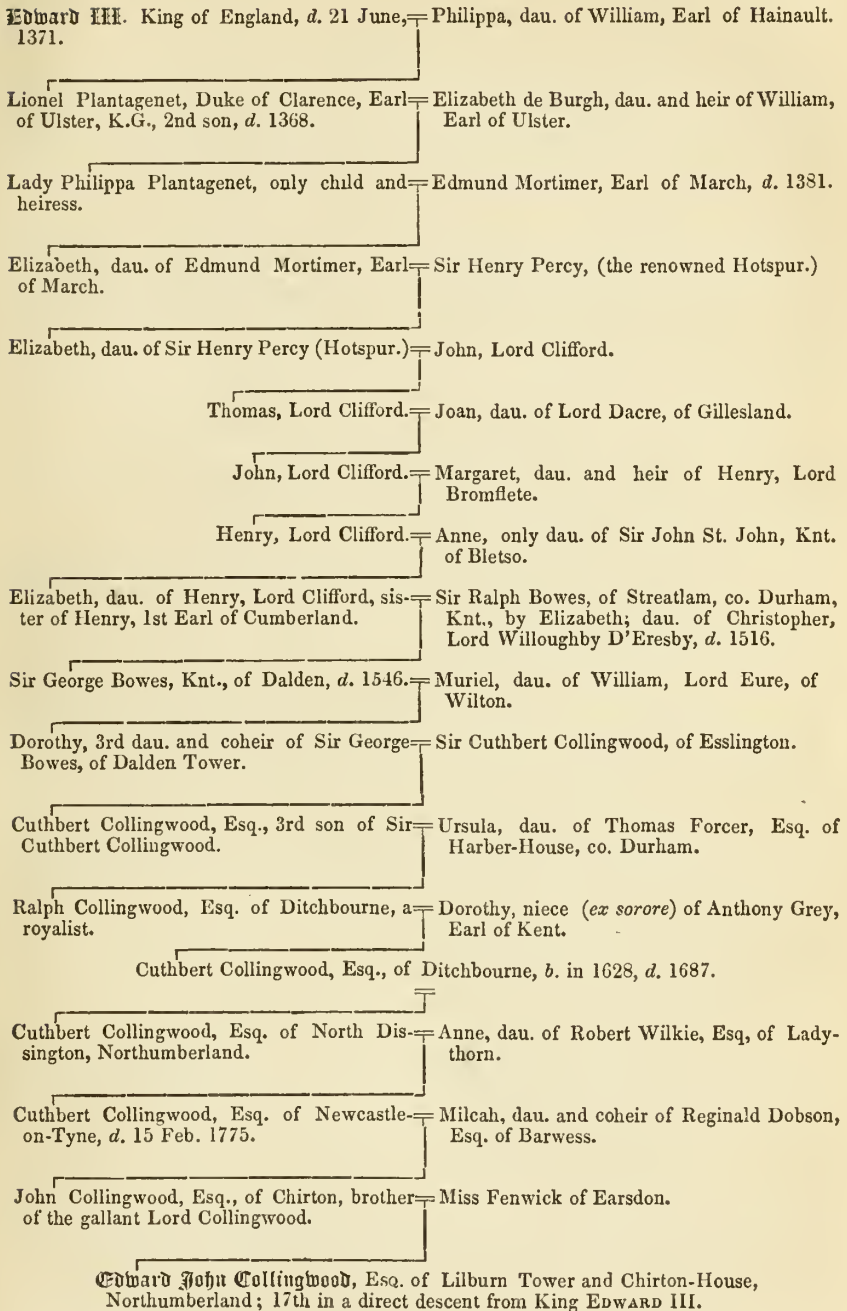 Edward III. King of England, d. 21 June, Philippa, dau. of William, Earl of Hainault.
1371.
Lionel Plantagenet, Duke of Clarence, Earl Elizabeth de Burgh, dau. and heir of William,
of Ulster, K.G., 2nd son, d. 1368. Earl of Ulster.
Lady Philippa Plantagenet, only child and Edmund Mortimer, Earl of March, d. 1381.
heiress.
Elizabeth, dau. of Edmund Mortimer, Earl Sir Henry Percy, (the renowned Hotspur.)
of March.
Elizabeth, dau. of Sir Henry Percy (Hotspur.) John, Lord Clifford.
Thomas, Lord Clifford. Joan, dau. of Lord Dacre, of Gillesland.
John, Lord Clifford. Margaret, dau. and heir of Henry, Lord
Bromflete.
Henry, Lord Clifford. Anne, only dau. of Sir John St. John, Knt.
of Bletso.
Elizabeth, dau. of Henry, Lord Clifford, sis- Sir Ralph Bowes, of Streatlam, co. Durham,
ter of Henry, 1st Earl of Cumberland. Knt., by Elizabeth; dau. of Christopher,
Lord Willoughby D'Eresby, d. 1516.
Sir George Bowes, Knt., of Dalden, d. 1546. Muriel, dau. of William, Lord Eure, of
Wilton.
Dorothy, 3rd dau. and coheir of Sir George Sir Cuthbert Collingwood, of Esslington.
Bowes, of Dalden Tower.
Cuthbert Collingwood, Esq., 3rd son of Sir Ursula, dau. of Thomas Forcer, Esq. of
Cuthbert Collingwood. Harber-House, co. Durham.
Ralph Collingwood, Esq. of Ditchbourne, a Dorothy, niece (ex sorore) of Anthony Grey,
royalist. Earl of Kent.
Cuthbert Collingwood, Esq., of Ditchbourne, b. in 1628, d. 1687.
Cuthbert Collingwood, Esq. of North Dis- Anne, dau. of Robert Wilkie, Esq, of Lady-
sington, Northumberland. thorn.
Cuthbert Collingwood, Esq. of Newcastle- Milcah, dau. and coheir of Reginald Dobson,
on-Tyne, d. 15 Feb. 1775. Esq. of Barwess.
John Collingwood, Esq., of Chirton, brother Miss Fenwick of Earsdon.
of the gallant Lord Collingwood.
Edward John Collingwood, Esq. of Lilburn Tower and Chirton-House,
Northumberland; 17th in a direct descent from King Edward III.